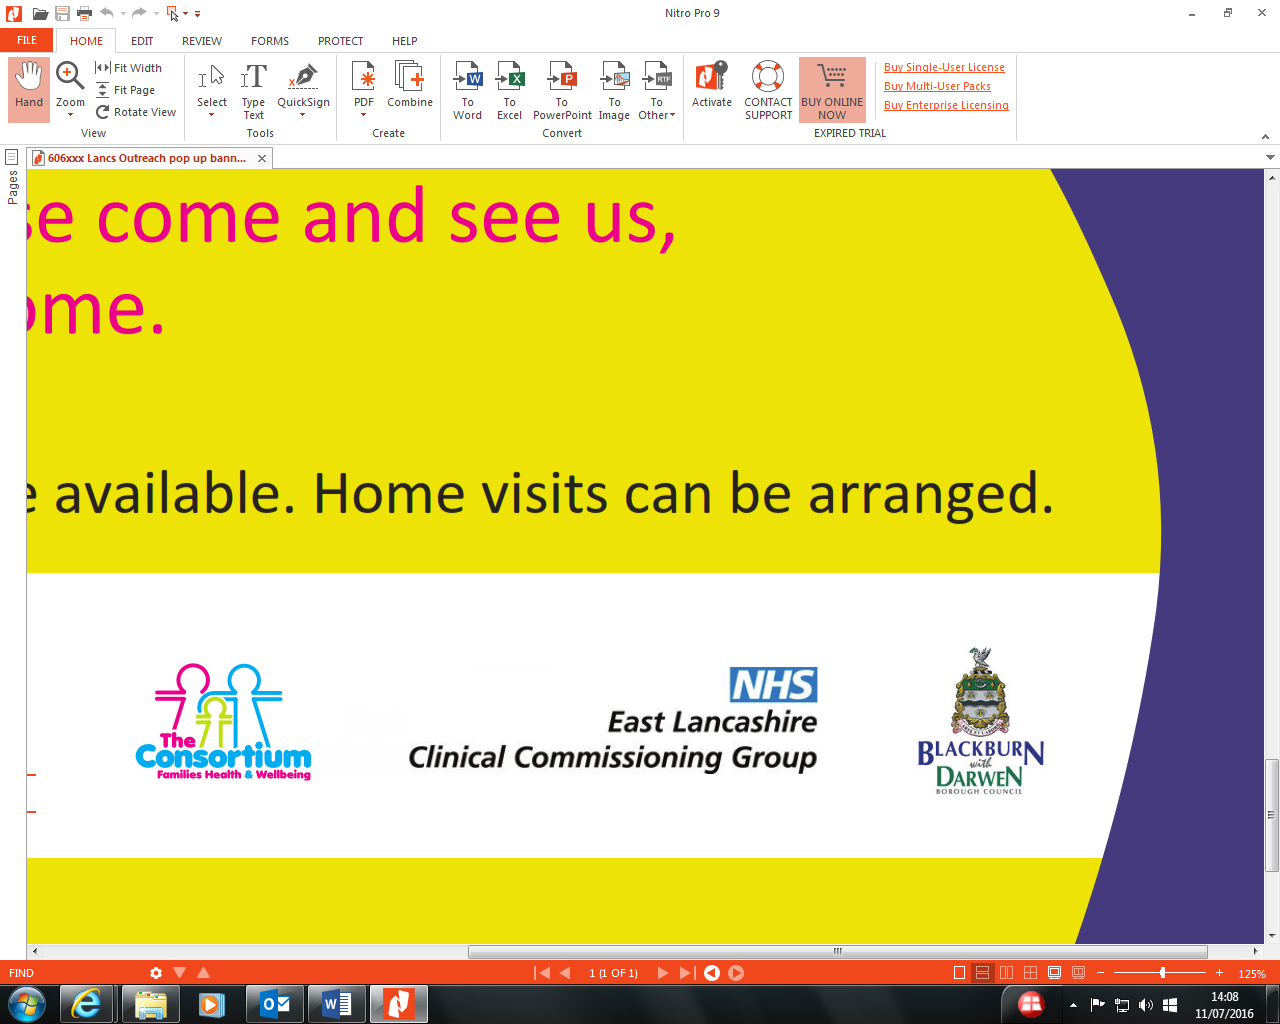 Nitro Pro 9
FILE HOME EDIT REVIEW FORMS PROTECT HELP
Hand
Zoom
Fit Width
Fit Page
Rotate View
View
Select
Type Text
QuickSign
Tools
PDF
Combine
Create
To Word
To Excel
To PowerPoint
To Image
To Other
Convert
Activate
CONTACT SUPPORT
BUY ONLINE NOW
Buy Single-User License
Buy Multi-User Packs
Buy Enterprise Licensing
EXPIRED TRIAL
606xxx Lancs Outreach pop up bann...
Pages
se come and see us,
ome.
e available. Home visits can be arranged.
The
Consortium
Families Health & Wellbeing
NHS
East Lancashire
Clinical Commissioning Group
BLACKBURN
with
DARWEN
BOROUGH COUNCIL
FIND
1 (1 OF 1)
125%
14:08
11/07/2016